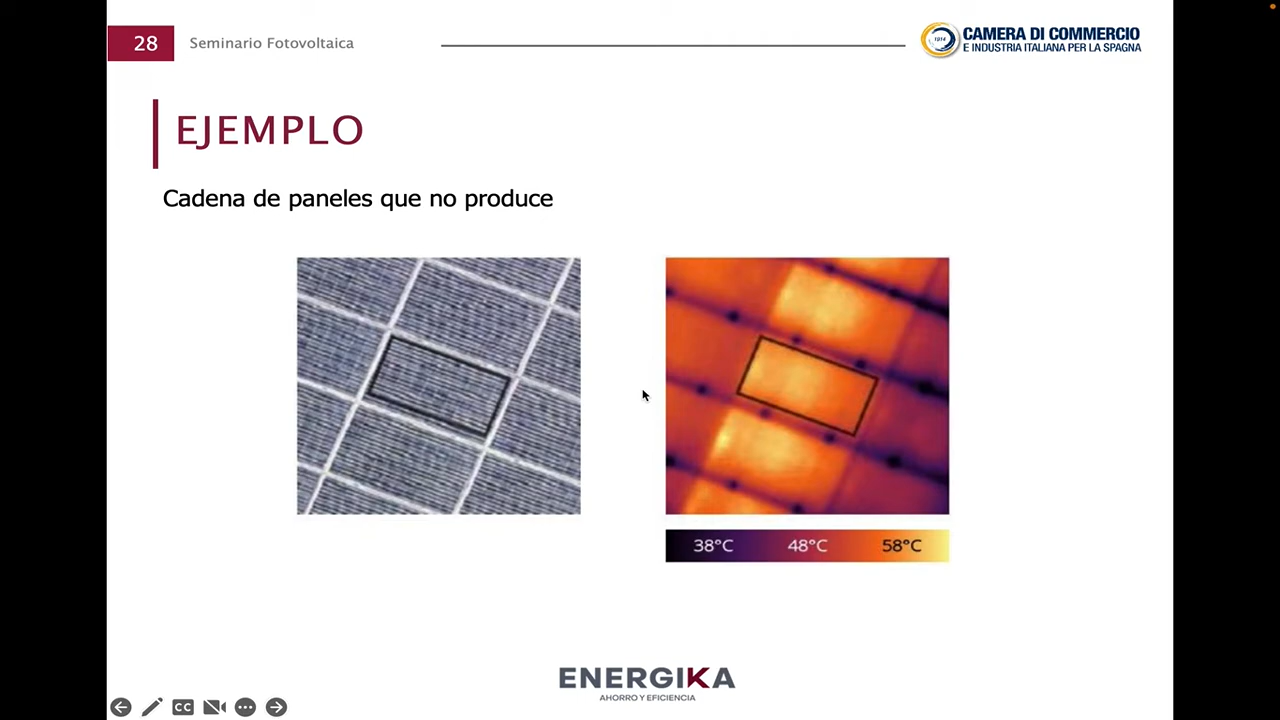 28
Seminario Fotovoltaica
1914
CAMERA DI COMMERCIO
E INDUSTRIA ITALIANA PER LA SPAGNA
EJEMPLO
Cadena de paneles que no produce
38°C 48°C 58°C
ENERGIKA
AHORRO Y EFICIENCIA
CC